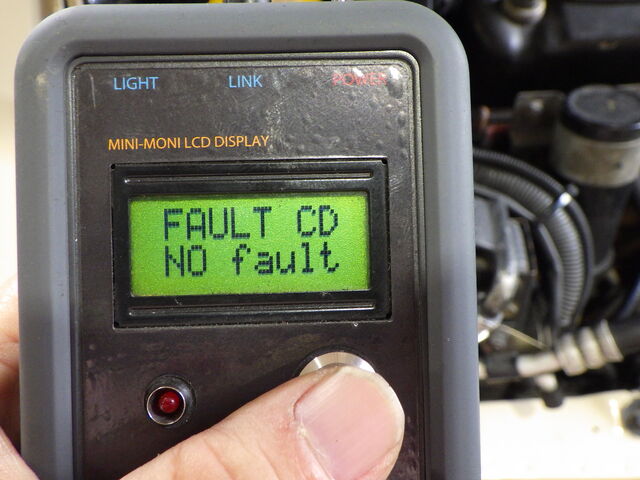 LIGHT LINK POWER
MINI-MONI LCD DISPLAY
FAULT CD
NO fault